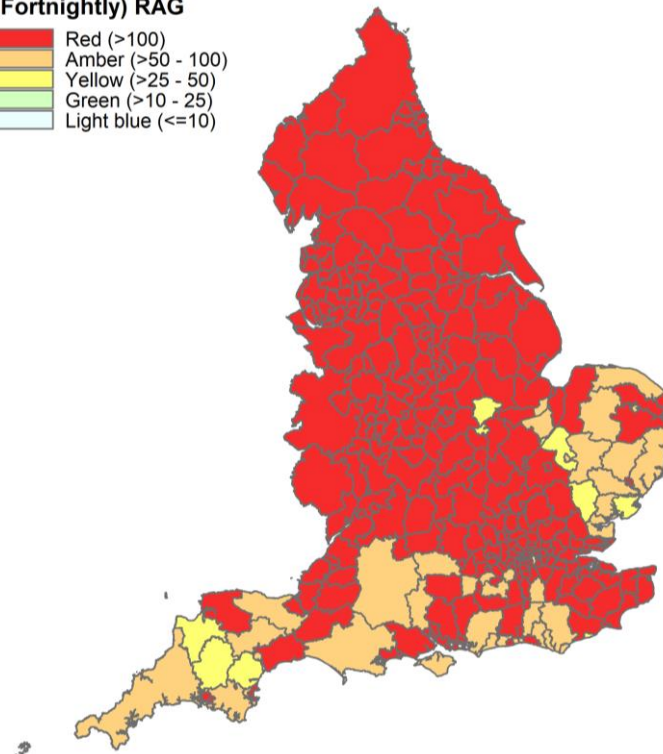 Fortnightly) RAG
Red (>100)
Amber (>50 - 100)
Yellow (>25 - 50)
Green (>10 - 25)
Light blue (<=10)